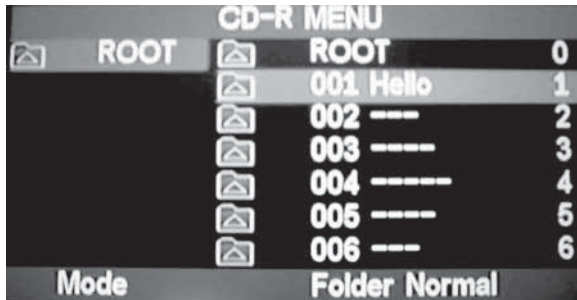 CD-R MENU
ROOT ROOT 0
001 Hello 1
002 --- 2
003 ---- 3
004 ----- 4
005 ---- 5
006 --- 6
Mode Folder Normal